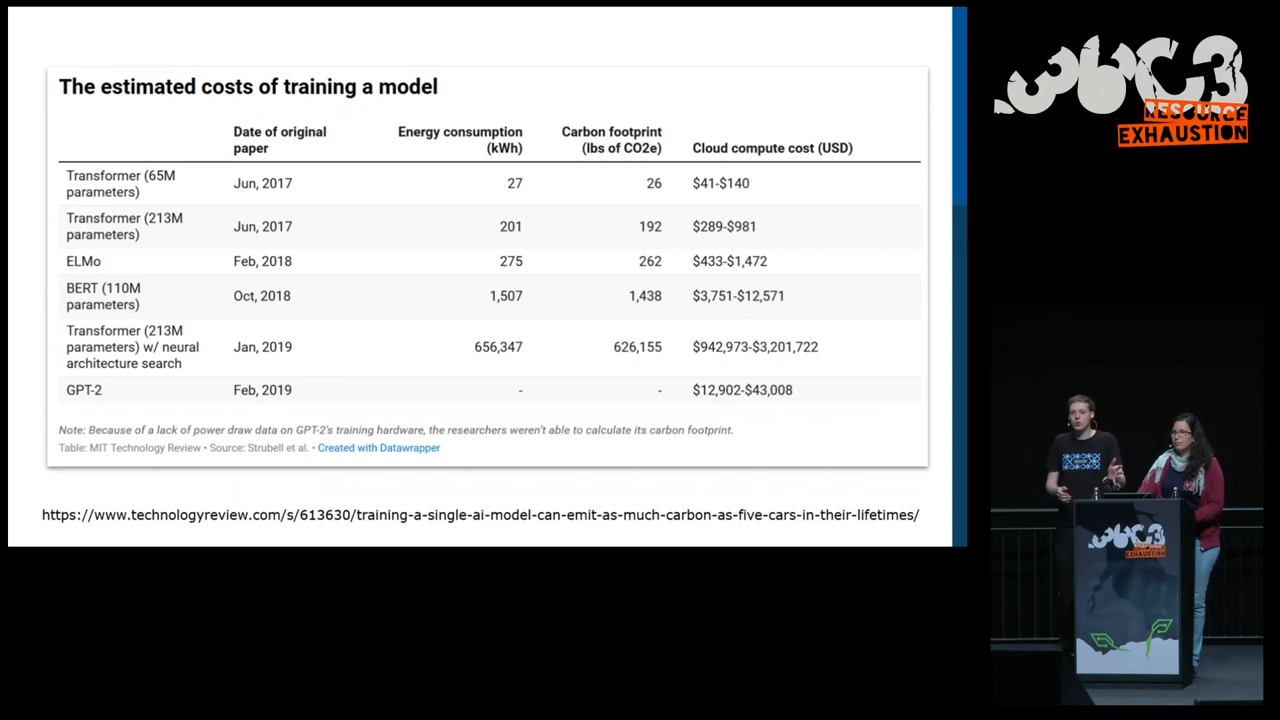 The estimated costs of training a model
Date of original paper
Energy consumption (kWh)
Carbon footprint (lbs of CO2e)
Cloud compute cost (USD)
Transformer (65M parameters) Jun, 2017 27 26 $41-$140
Transformer (213M parameters) Jun, 2017 201 192 $289-$981
ELMo Feb, 2018 275 262 $433-$1,472
BERT (110M parameters) Oct, 2018 1,507 1,438 $3,751-$12,571
Transformer (213M parameters) w/ neural architecture search Jan, 2019 656,347 626,155 $942,973-$3,201,722
GPT-2 Feb, 2019 - - $12,902-$43,008
Note: Because of a lack of power draw data on GPT-2's training hardware, the researchers weren't able to calculate its carbon footprint.
Table: MIT Technology Review • Source: Strubell et al. • Created with Datawrapper
https://www.technologyreview.com/s/613630/training-a-single-ai-model-can-emit-as-much-carbon-as-five-cars-in-their-lifetimes/
36C3
RESOURCE
EXHAUSTION
36C3
RESOURCE
EXHAUSTION